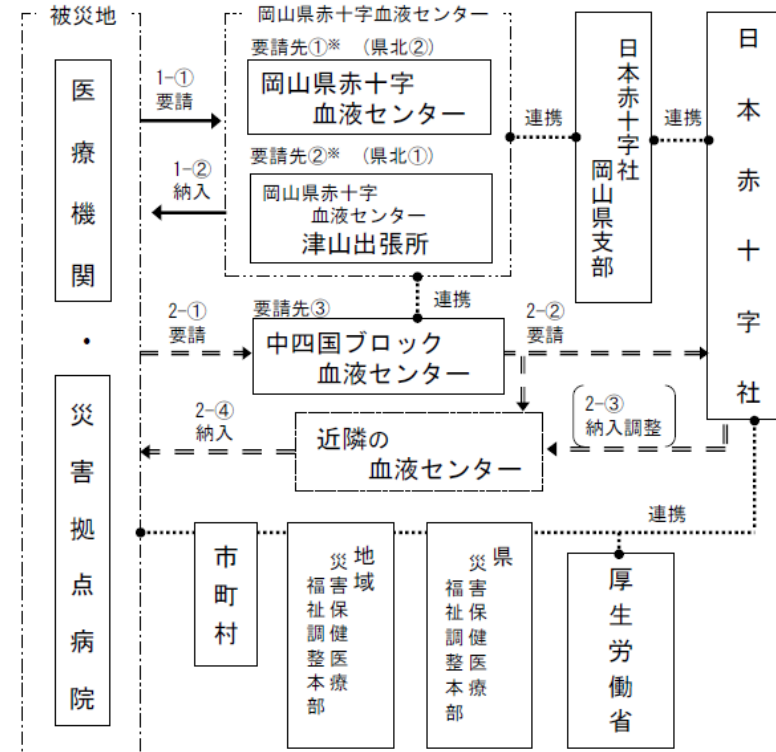 被災地
医療機関
・
災害拠点病院
1-①
要請
1-②
納入
岡山県赤十字血液センター
要請先①※ (県北②)
岡山県赤十字
血液センター
要請先②※ (県北①)
岡山県赤十字
血液センター
津山出張所
連携
日本赤十字社
岡山県支部
連携
日本赤十字社
連携
2-①
要請
要請先③
中四国ブロック
血液センター
2-②
要請
2-③
納入調整
2-④
納入
近隣の
血液センター
連携
市町村
地域
災害保健医療
福祉調整本部
県
災害保健医療
福祉調整本部
厚生労働省